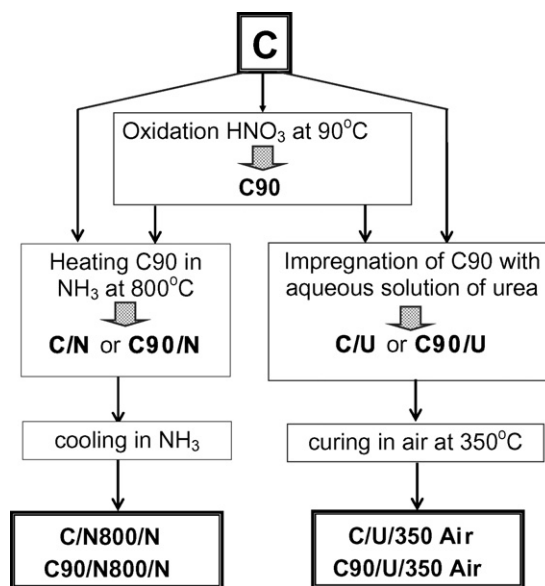 C
Oxidation HNO₃ at 90°C
C90
Heating C90 in
NH₃ at 800°C
C/N or C90/N
cooling in NH₃
C/N800/N
C90/N800/N
Impregnation of C90 with
aqueous solution of urea
C/U or C90/U
curing in air at 350°C
C/U/350 Air
C90/U/350 Air